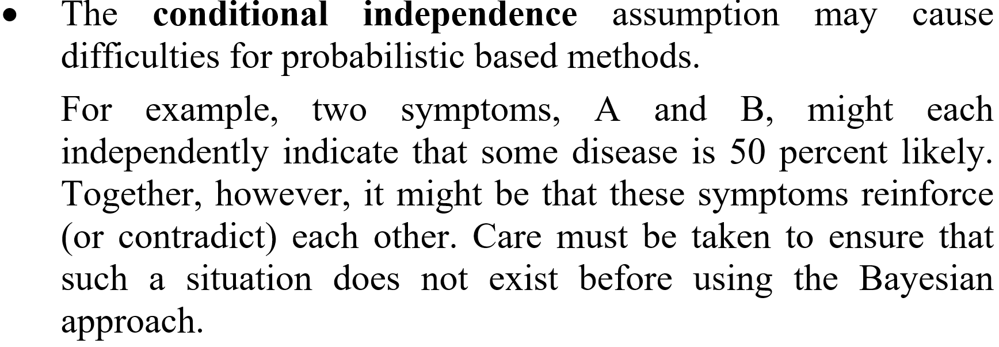 • The conditional independence assumption may cause
difficulties for probabilistic based methods.
For example, two symptoms, A and B, might each
independently indicate that some disease is 50 percent likely.
Together, however, it might be that these symptoms reinforce
(or contradict) each other. Care must be taken to ensure that
such a situation does not exist before using the Bayesian
approach.